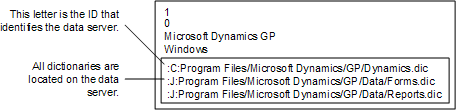 This letter is the ID that
identifies the data server.
All dictionaries are
located on the data
server.
1
0
Microsoft Dynamics GP
Windows
:C:Program Files/Microsoft Dynamics/GP/Dynamics.dic
:J:Program Files/Microsoft Dynamics/GP/Data/Forms.dic
:J:Program Files/Microsoft Dynamics/GP/Data/Reports.dic